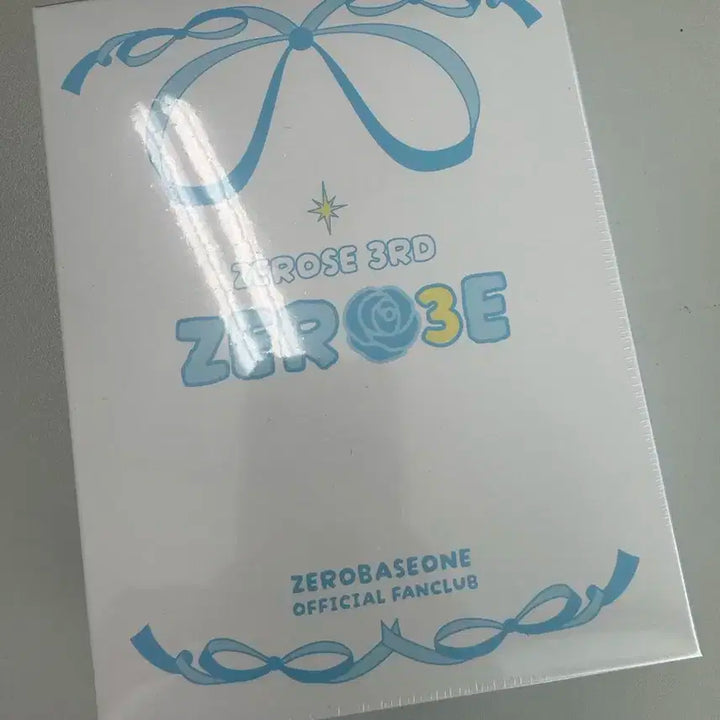 ZEROSE 3RD
ZERO3E
ZEROBASEONE
OFFICIAL FANCLUB